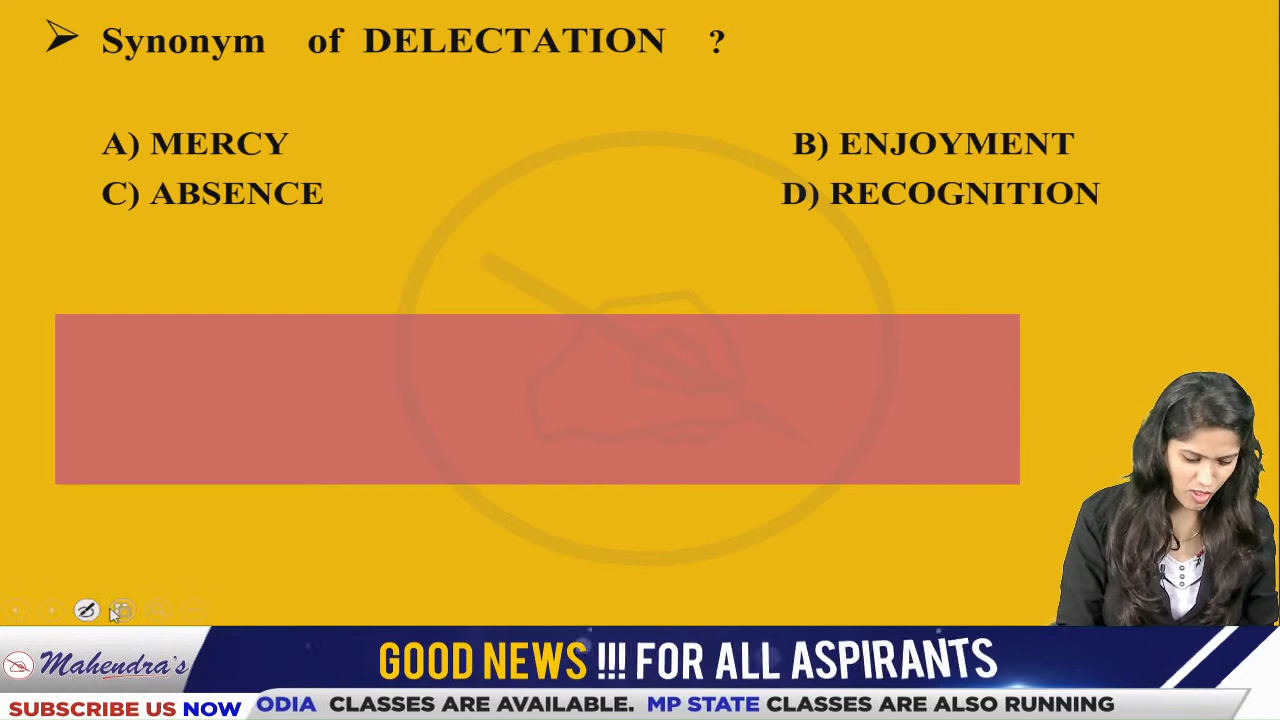 Synonym of DELECTATION ?
A) MERCY
B) ENJOYMENT
C) ABSENCE
D) RECOGNITION
Mahendra's
GOOD NEWS !!! FOR ALL ASPIRANTS
SUBSCRIBE US NOW
ODIA CLASSES ARE AVAILABLE. MP STATE CLASSES ARE ALSO RUNNING